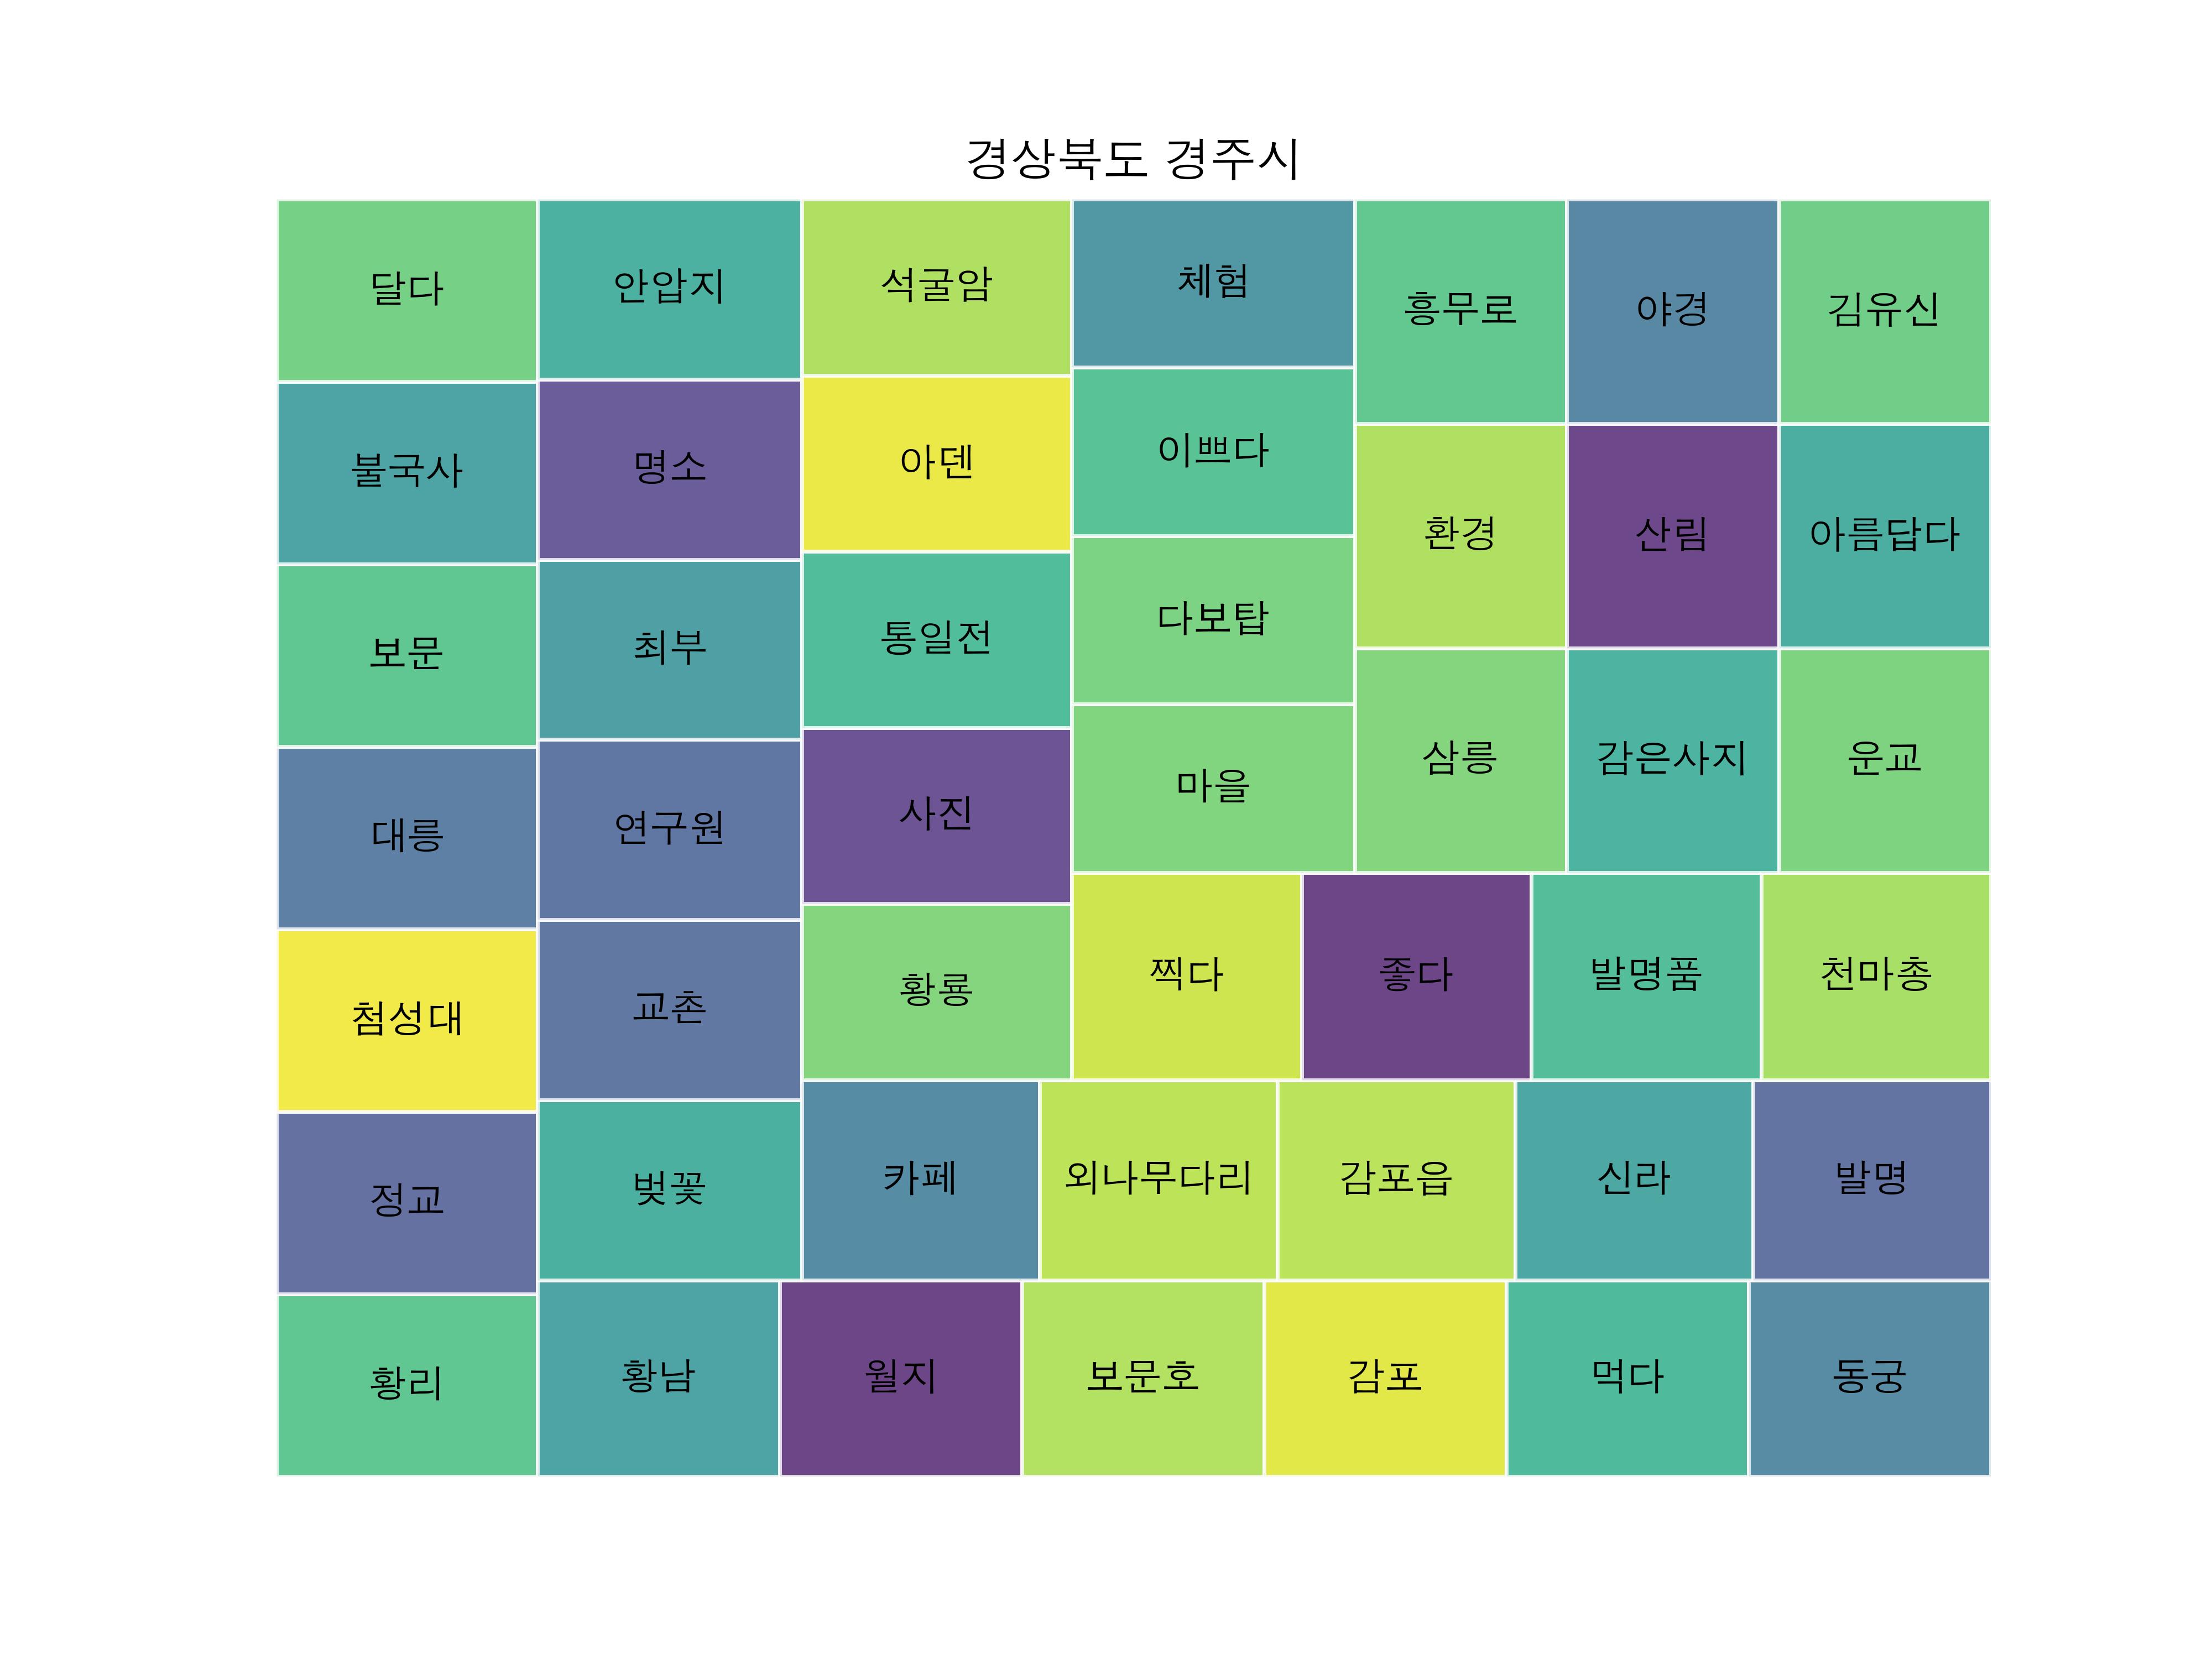 경상북도 경주시
달다
안압지
석굴암
체험
흥무로
야경
김유신
불국사
명소
아덴
이쁘다
환경
산림
아름답다
보문
최부
통일전
다보탑
대릉
연구원
사진
마을
삼릉
감은사지
운교
첨성대
교촌
황룡
찍다
좋다
발명품
천마총
정교
벚꽃
카페
외나무다리
감포읍
신라
발명
황리
황남
월지
보문호
감포
먹다
동궁